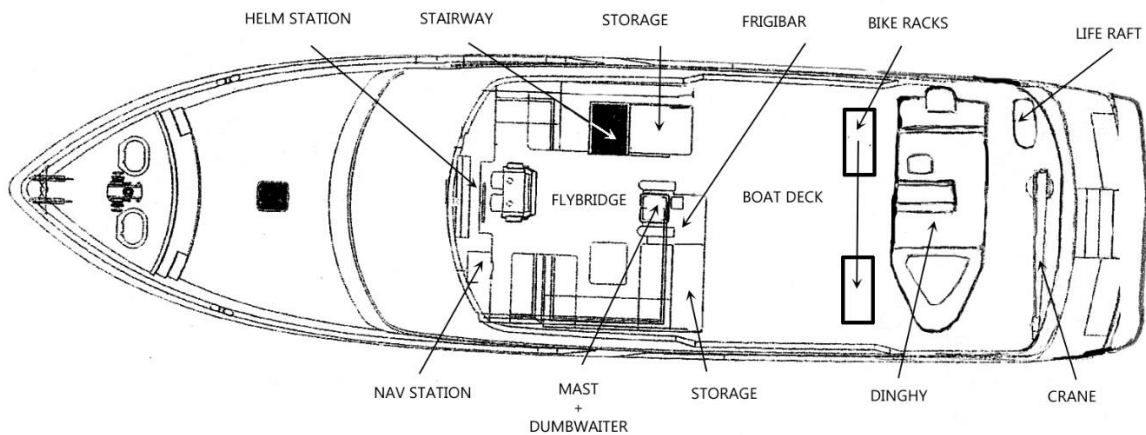 HELM STATION
STAIRWAY
STORAGE
FRIGIBAR
BIKE RACKS
LIFE RAFT
FLYBRIDGE
BOAT DECK
NAV STATION
MAST
+
DUMBWAITER
STORAGE
DINGHY
CRANE